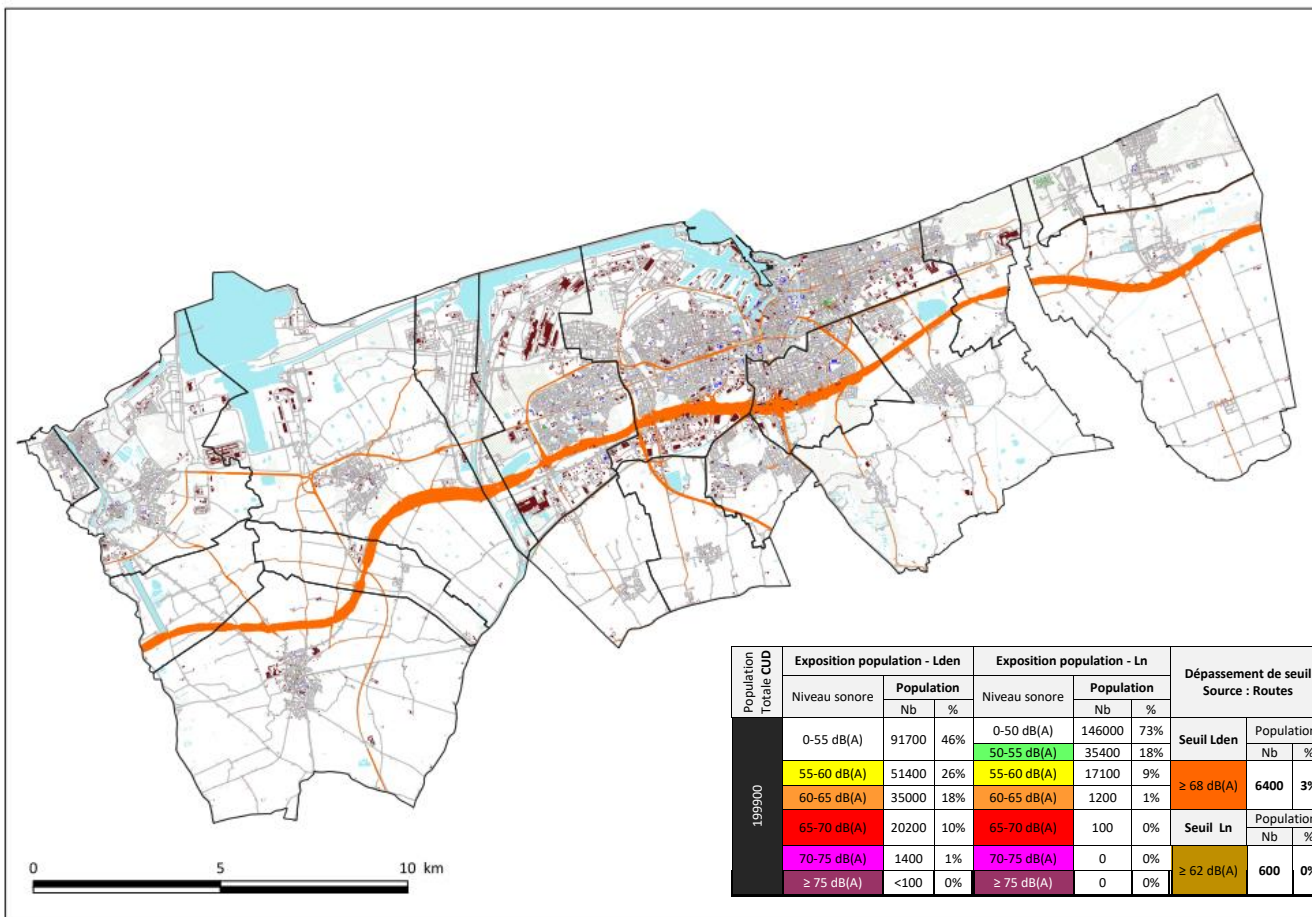 Population
Totale CUD
Exposition population - Lden
Exposition population - Ln
Dépassement de seuil
Source : Routes
Niveau sonore
Population
Niveau sonore
Population
Nb
%
Nb
%
199900
0-55 dB(A) 91700 46%
0-50 dB(A) 146000 73%
50-55 dB(A) 35400 18%
Seuil Lden
Population
Nb
%
55-60 dB(A) 51400 26% 55-60 dB(A) 17100 9%
60-65 dB(A) 35000 18% 60-65 dB(A) 1200 1%
≥ 68 dB(A) 6400 3%
65-70 dB(A) 20200 10% 65-70 dB(A) 100 0%
Seuil Ln
Population
Nb
%
70-75 dB(A) 1400 1% 70-75 dB(A) 0 0%
≥ 75 dB(A) <100 0% ≥ 75 dB(A) 0 0%
≥ 62 dB(A) 600 0%
0 5 10 km